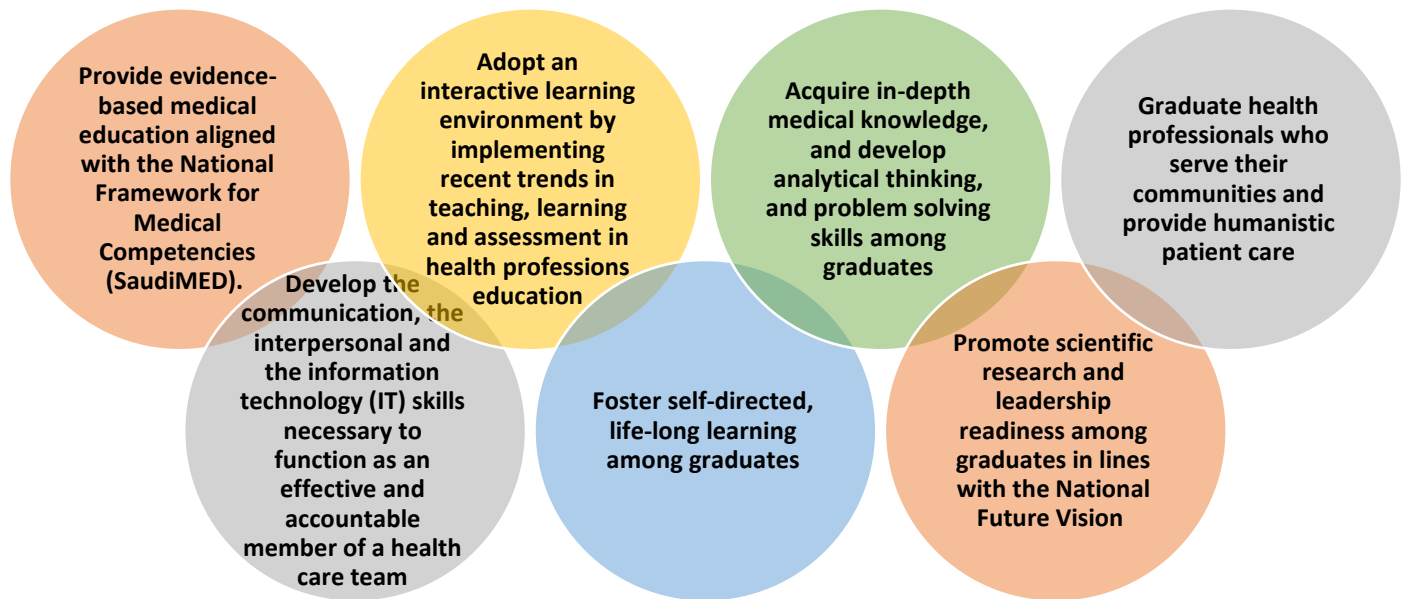 Provide evidence-
based medical
education aligned
with the National
Framework for
Medical
Competencies
(SaudiMED).
Develop the
communication, the
interpersonal and
the information
technology (IT) skills
necessary to
function as an
effective and
accountable
member of a health
care team
Adopt an
interactive learning
environment by
implementing
recent trends in
teaching, learning
and assessment in
health professions
education
Foster self-directed,
life-long learning
among graduates
Acquire in-depth
medical knowledge,
and develop
analytical thinking,
and problem solving
skills among
graduates
Promote scientific
research and
leadership
readiness among
graduates in lines
with the National
Future Vision
Graduate health
professionals who
serve their
communities and
provide humanistic
patient care